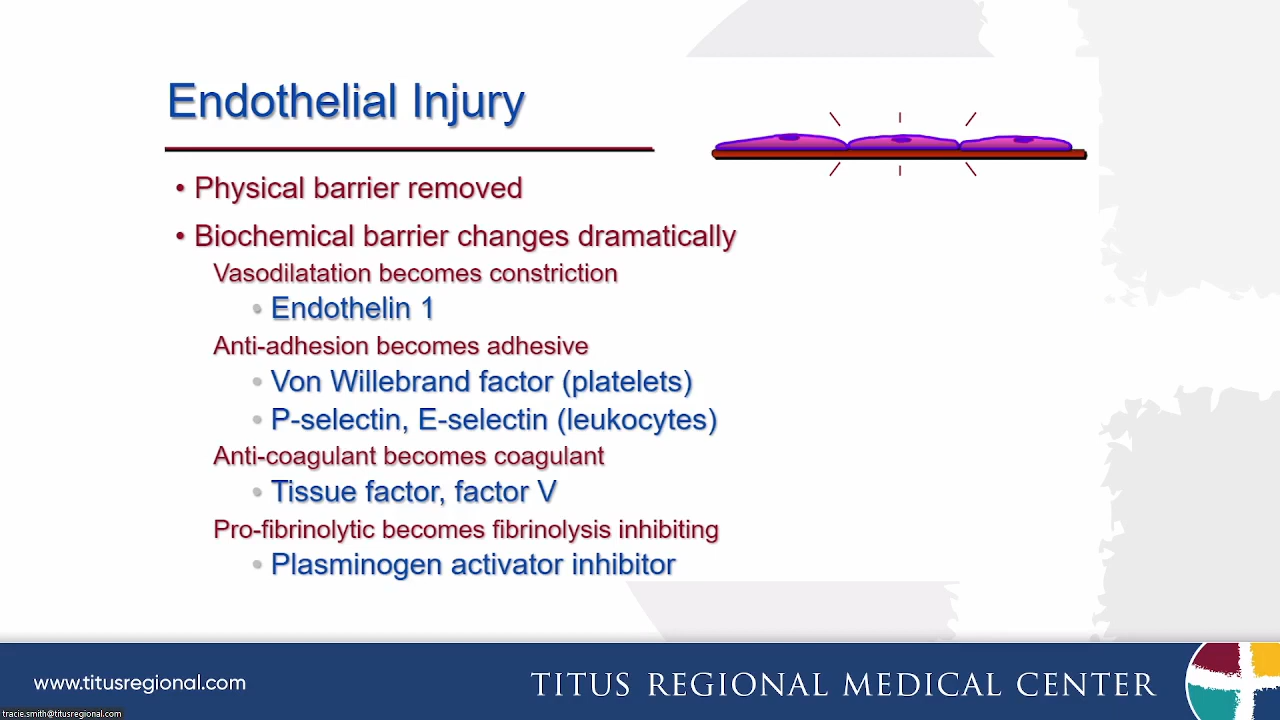 Endothelial Injury
• Physical barrier removed
• Biochemical barrier changes dramatically
Vasodilatation becomes constriction
• Endothelin 1
Anti-adhesion becomes adhesive
• Von Willebrand factor (platelets)
• P-selectin, E-selectin (leukocytes)
Anti-coagulant becomes coagulant
• Tissue factor, factor V
Pro-fibrinolytic becomes fibrinolysis inhibiting
• Plasminogen activator inhibitor
www.titusregional.com
TITUS REGIONAL MEDICAL CENTER
tracie.smith@titusregional.com